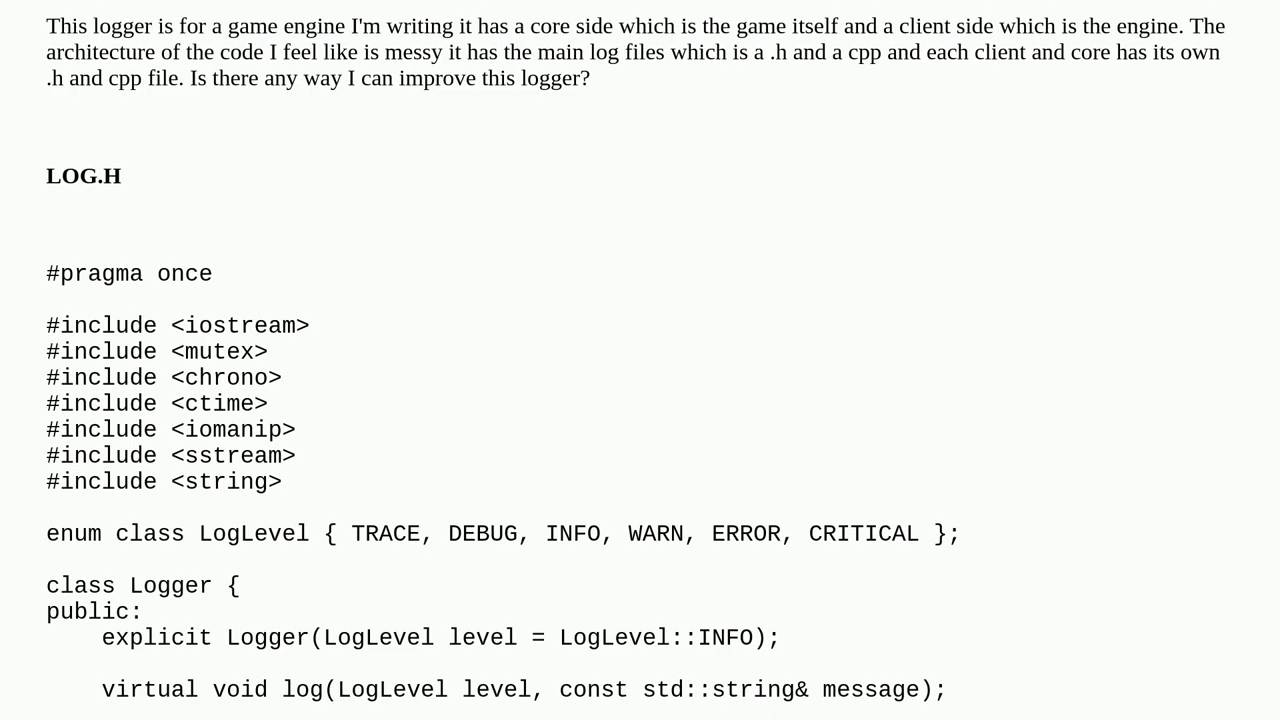 This logger is for a game engine I'm writing it has a core side which is the game itself and a client side which is the engine. The
architecture of the code I feel like is messy it has the main log files which is a .h and a cpp and each client and core has its own
.h and cpp file. Is there any way I can improve this logger?
LOG.H
#pragma once
#include <iostream>
#include <mutex>
#include <chrono>
#include <ctime>
#include <iomanip>
#include <sstream>
#include <string>
enum class LogLevel { TRACE, DEBUG, INFO, WARN, ERROR, CRITICAL };
class Logger {
public:
    explicit Logger(LogLevel level = LogLevel::INFO);
    virtual void log(LogLevel level, const std::string& message);